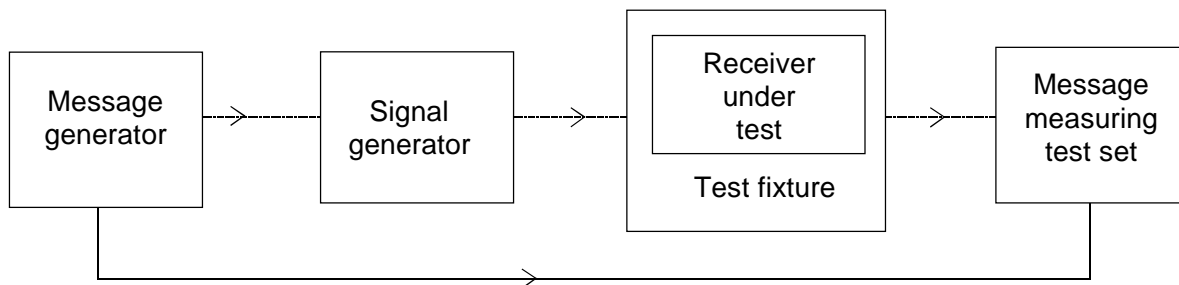 Message
generator
Signal
generator
Receiver
under
test
Test fixture
Message
measuring
test set